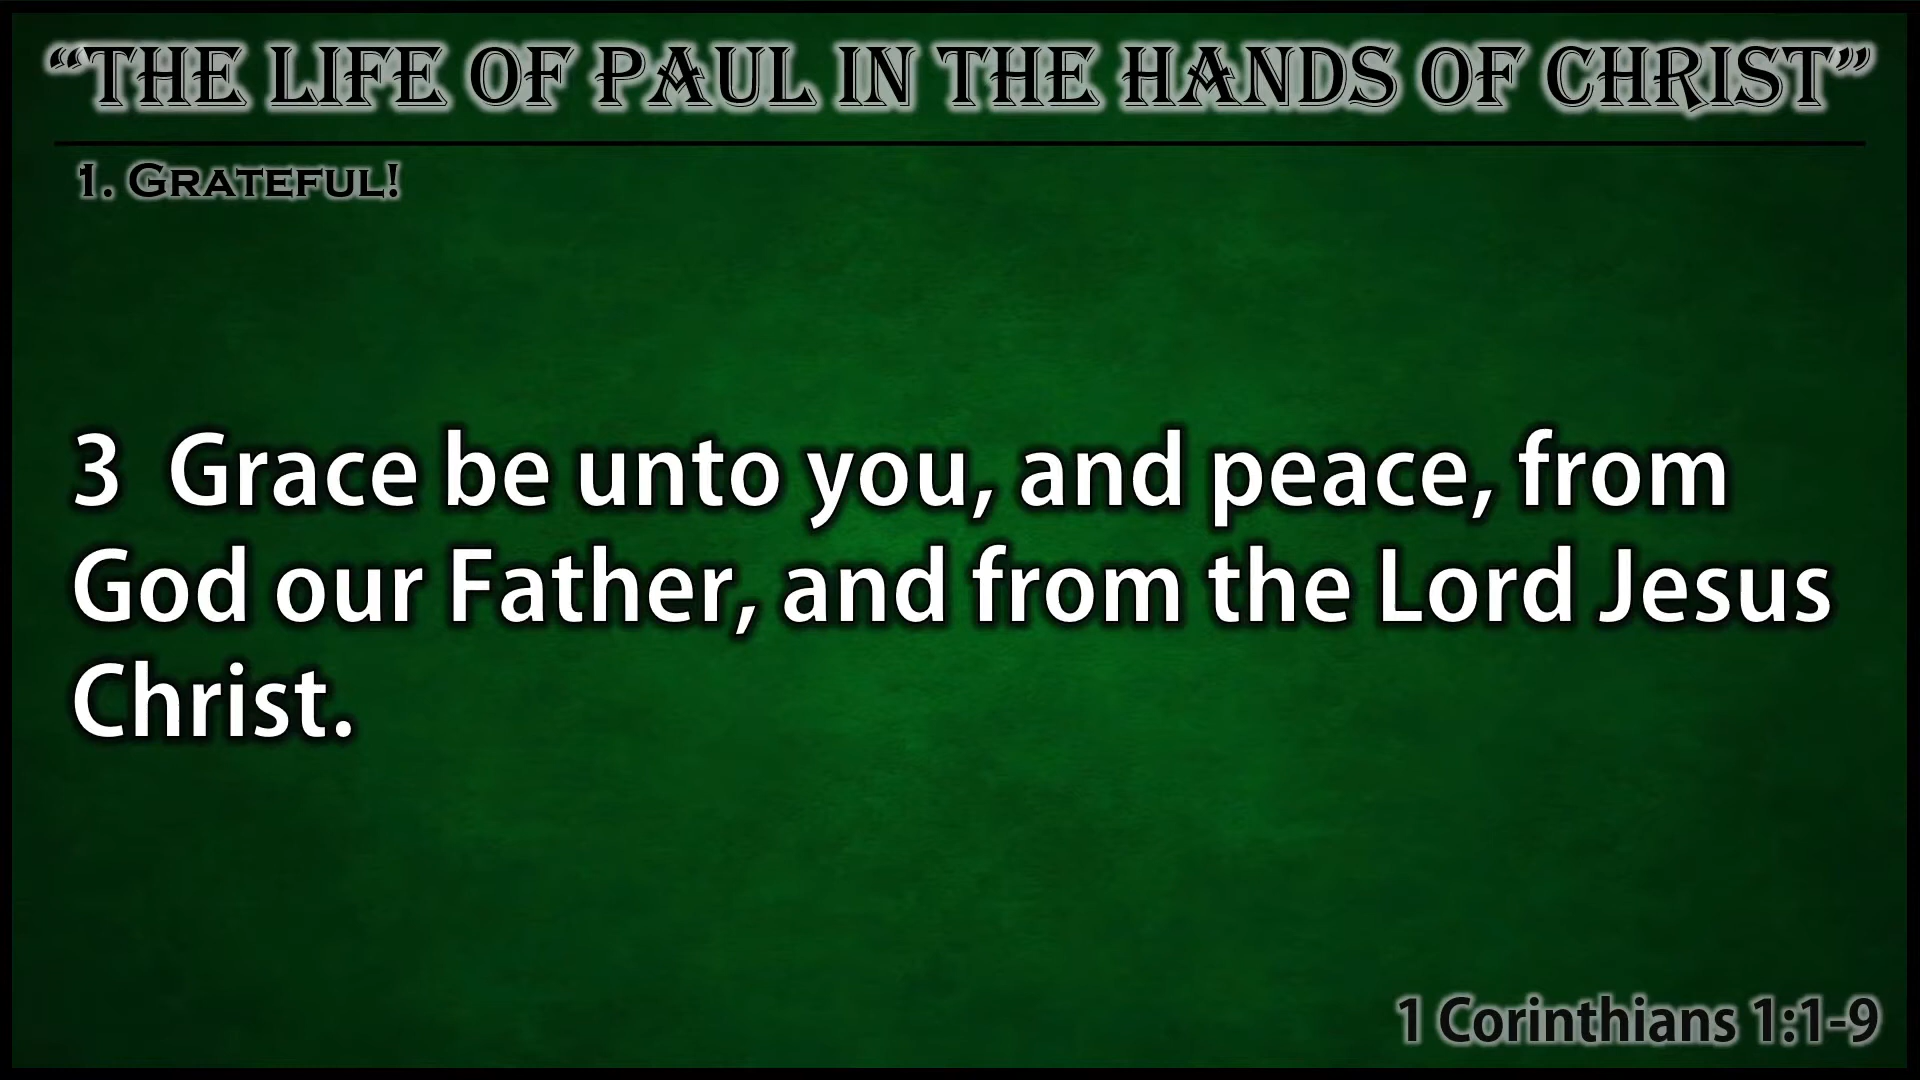 “THE LIFE OF PAUL IN THE HANDS OF CHRIST”
1. GRATEFUL!
3 Grace be unto you, and peace, from
God our Father, and from the Lord Jesus
Christ.
1 Corinthians 1:1-9